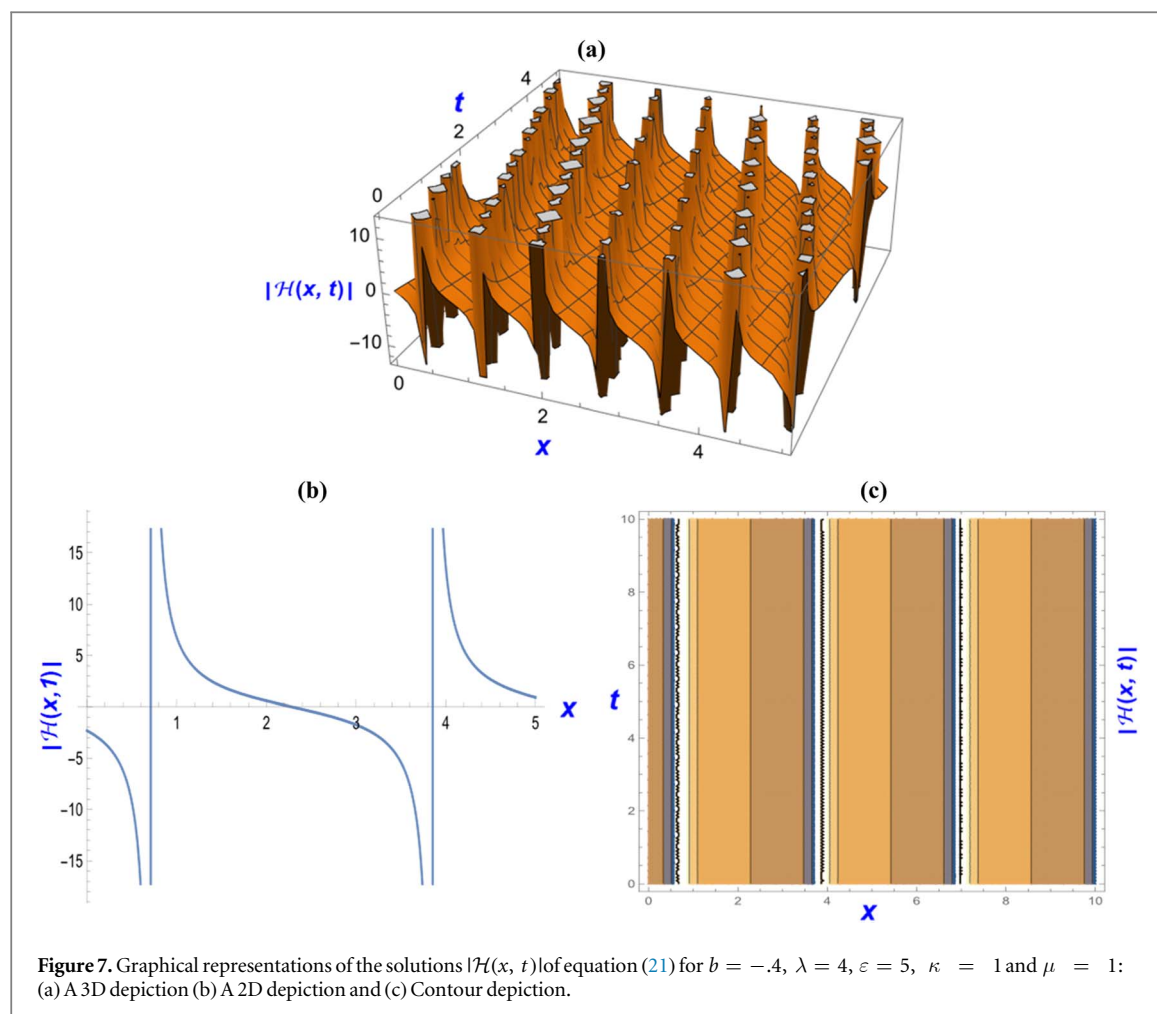 (a)
4
t
2
0
10
|ℋ(x, t)| 0
−10
0
2
4
x
(b)
15
10
5
|ℋ(x,1)|
1 2 3 4 5 x
−5
−10
−15
(c)
10
8
6
t
4
2
0
0 2 4 6 8 10
x
|ℋ(x, t)|
Figure 7. Graphical representations of the solutions |ℋ(x, t)|of equation (21) for b = −.4, λ = 4, ε = 5, κ = 1 and μ = 1:
(a) A 3D depiction (b) A 2D depiction and (c) Contour depiction.